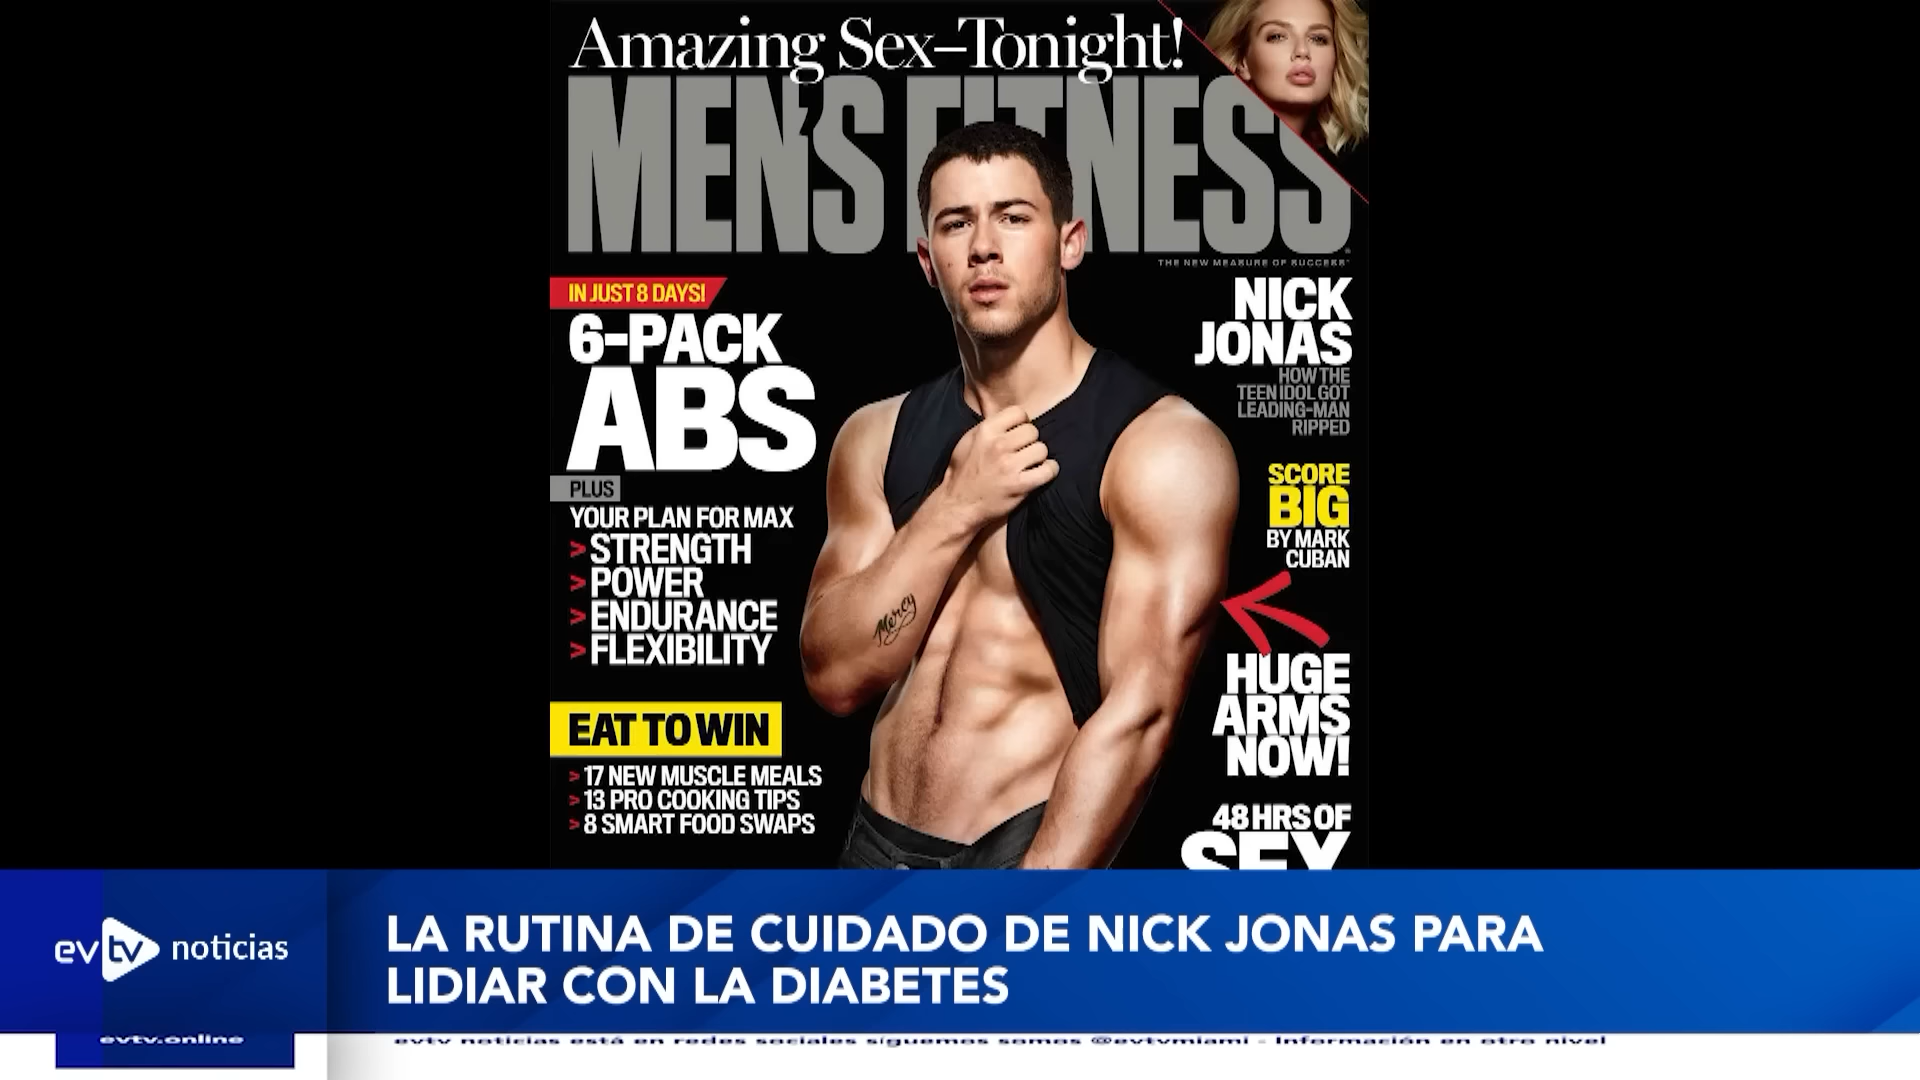 Amazing Sex–Tonight!
MEN'S FITNESS
THE NEW MEASURE OF SUCCESS
IN JUST 8 DAYS!
6-PACK
ABS
PLUS
YOUR PLAN FOR MAX
> STRENGTH
> POWER
> ENDURANCE
> FLEXIBILITY
EAT TO WIN
> 17 NEW MUSCLE MEALS
> 13 PRO COOKING TIPS
> 8 SMART FOOD SWAPS
Mercy
NICK
JONAS
HOW THE
TEEN IDOL GOT
LEADING-MAN
RIPPED
SCORE
BIG
BY MARK
CUBAN
HUGE
ARMS
NOW!
48 HRS OF
SEX
evtv noticias
LA RUTINA DE CUIDADO DE NICK JONAS PARA
LIDIAR CON LA DIABETES
evtv.online
evtv noticias está en redes sociales síguemos somos @evtvmiami - Información en otro nivel